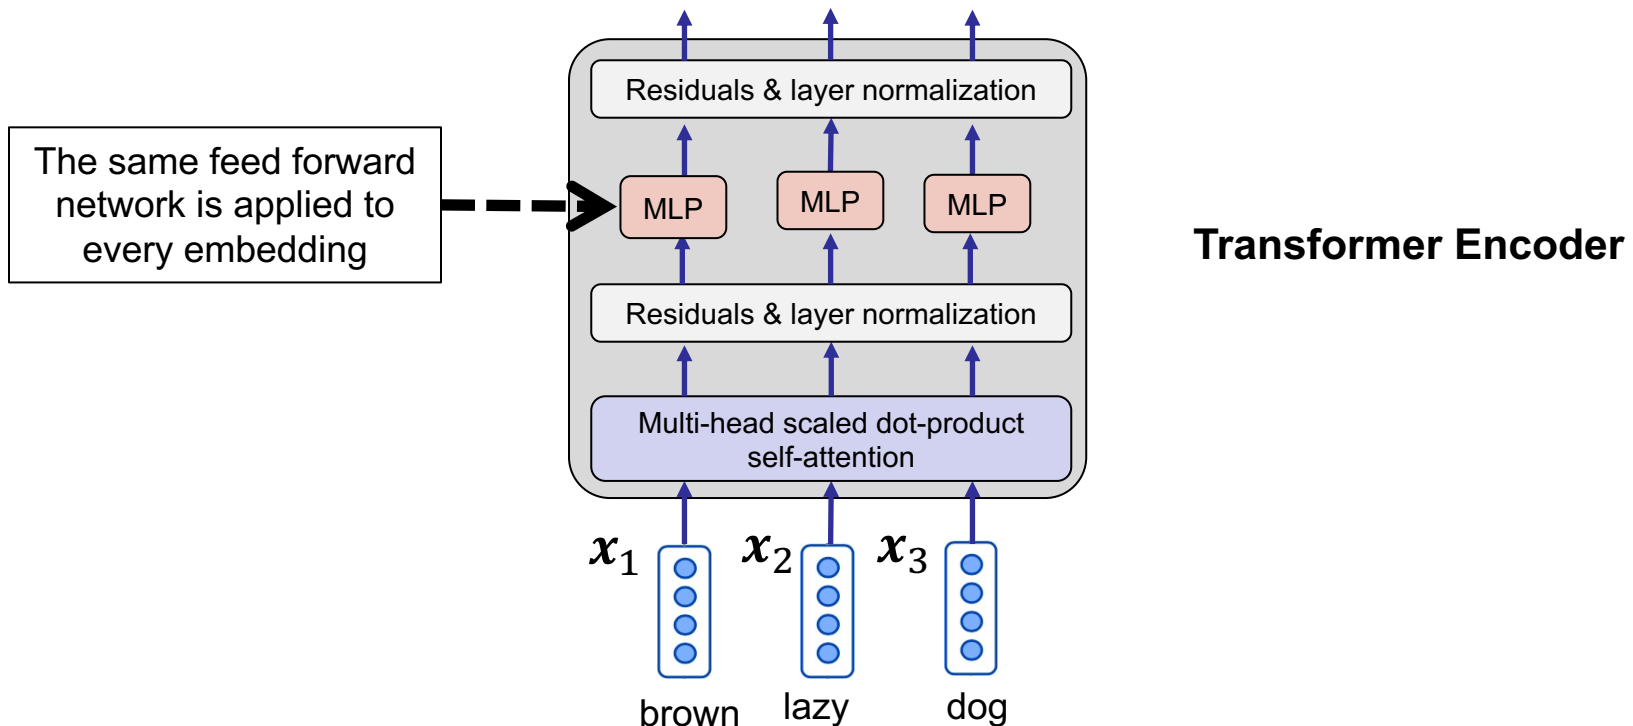 Residuals & layer normalization
The same feed forward
network is applied to
every embedding
MLP
MLP
MLP
Transformer Encoder
Residuals & layer normalization
Multi-head scaled dot-product
self-attention
x₁
x₂
x₃
brown
lazy
dog